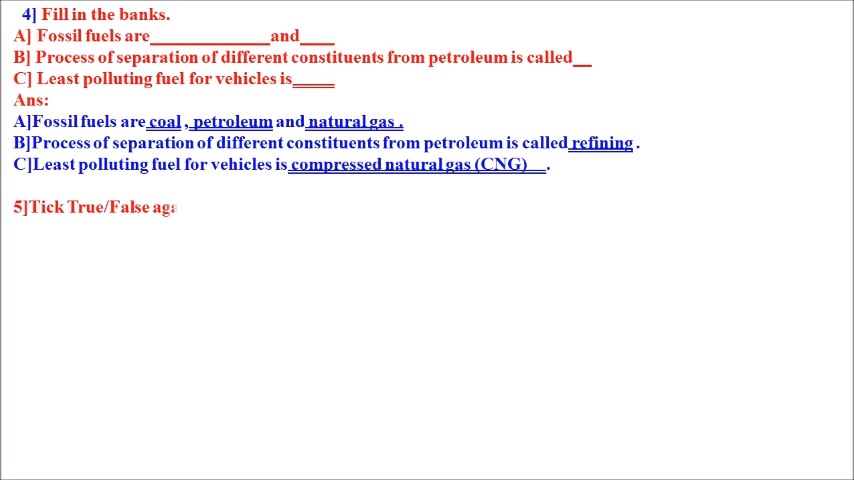 4] Fill in the banks.
A] Fossil fuels are______________and____
B] Process of separation of different constituents from petroleum is called__
C] Least polluting fuel for vehicles is_____
Ans:
A]Fossil fuels are coal , petroleum and natural gas .
B]Process of separation of different constituents from petroleum is called refining .
C]Least polluting fuel for vehicles is compressed natural gas (CNG) .
5]Tick True/False aga